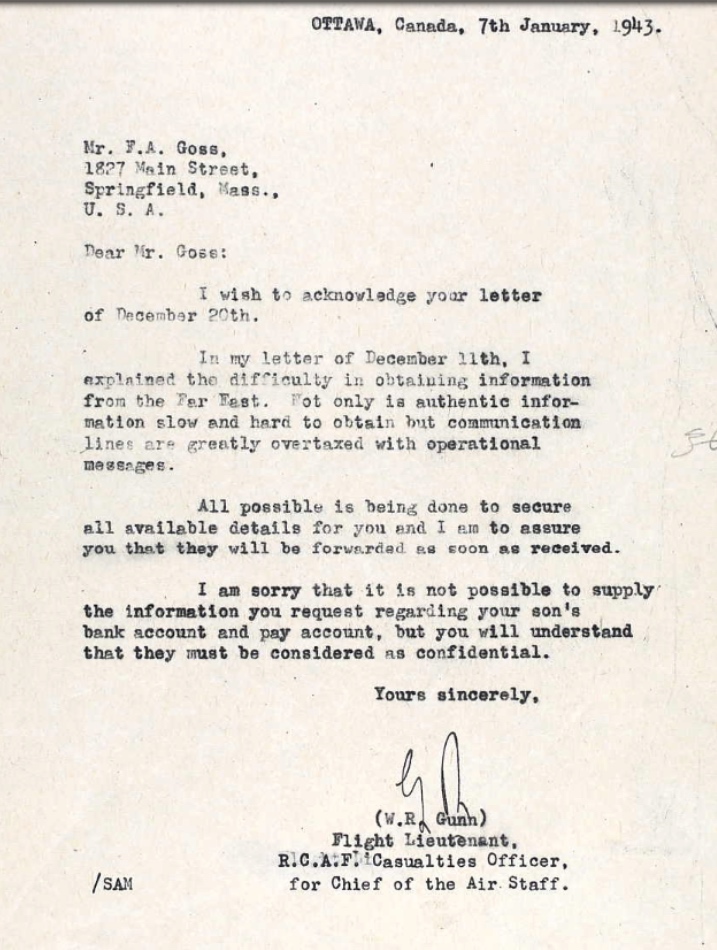 OTTAWA, Canada, 7th January, 1943.
Mr. F.A. Goss,
1827 Main Street,
Springfield, Mass.,
U. S. A.
Dear Mr. Goss:
I wish to acknowledge your letter
of December 20th.
In my letter of December 11th, I
explained the difficulty in obtaining information
from the Far East. Not only is authentic infor-
mation slow and hard to obtain but communication
lines are greatly overtaxed with operational
messages.
All possible is being done to secure
all available details for you and I am to assure
you that they will be forwarded as soon as received.
I am sorry that it is not possible to supply
the information you request regarding your son's
bank account and pay account, but you will understand
that they must be considered as confidential.
Yours sincerely,
(W.R. Gunn)
Flight Lieutenant,
R.C.A.F. Casualties Officer,
/SAM for Chief of the Air Staff.